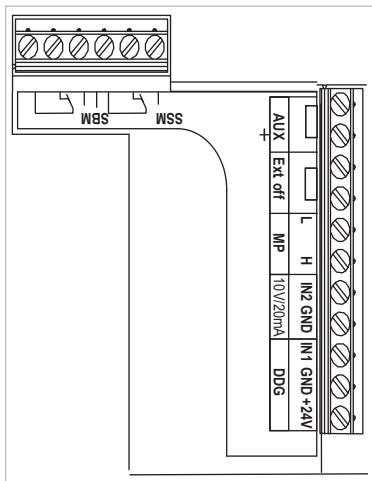 SBM
SSM
AUX
+
Ext off
MP
L
H
10V/20mA
IN2 GND
DDG
IN1 GND +24V